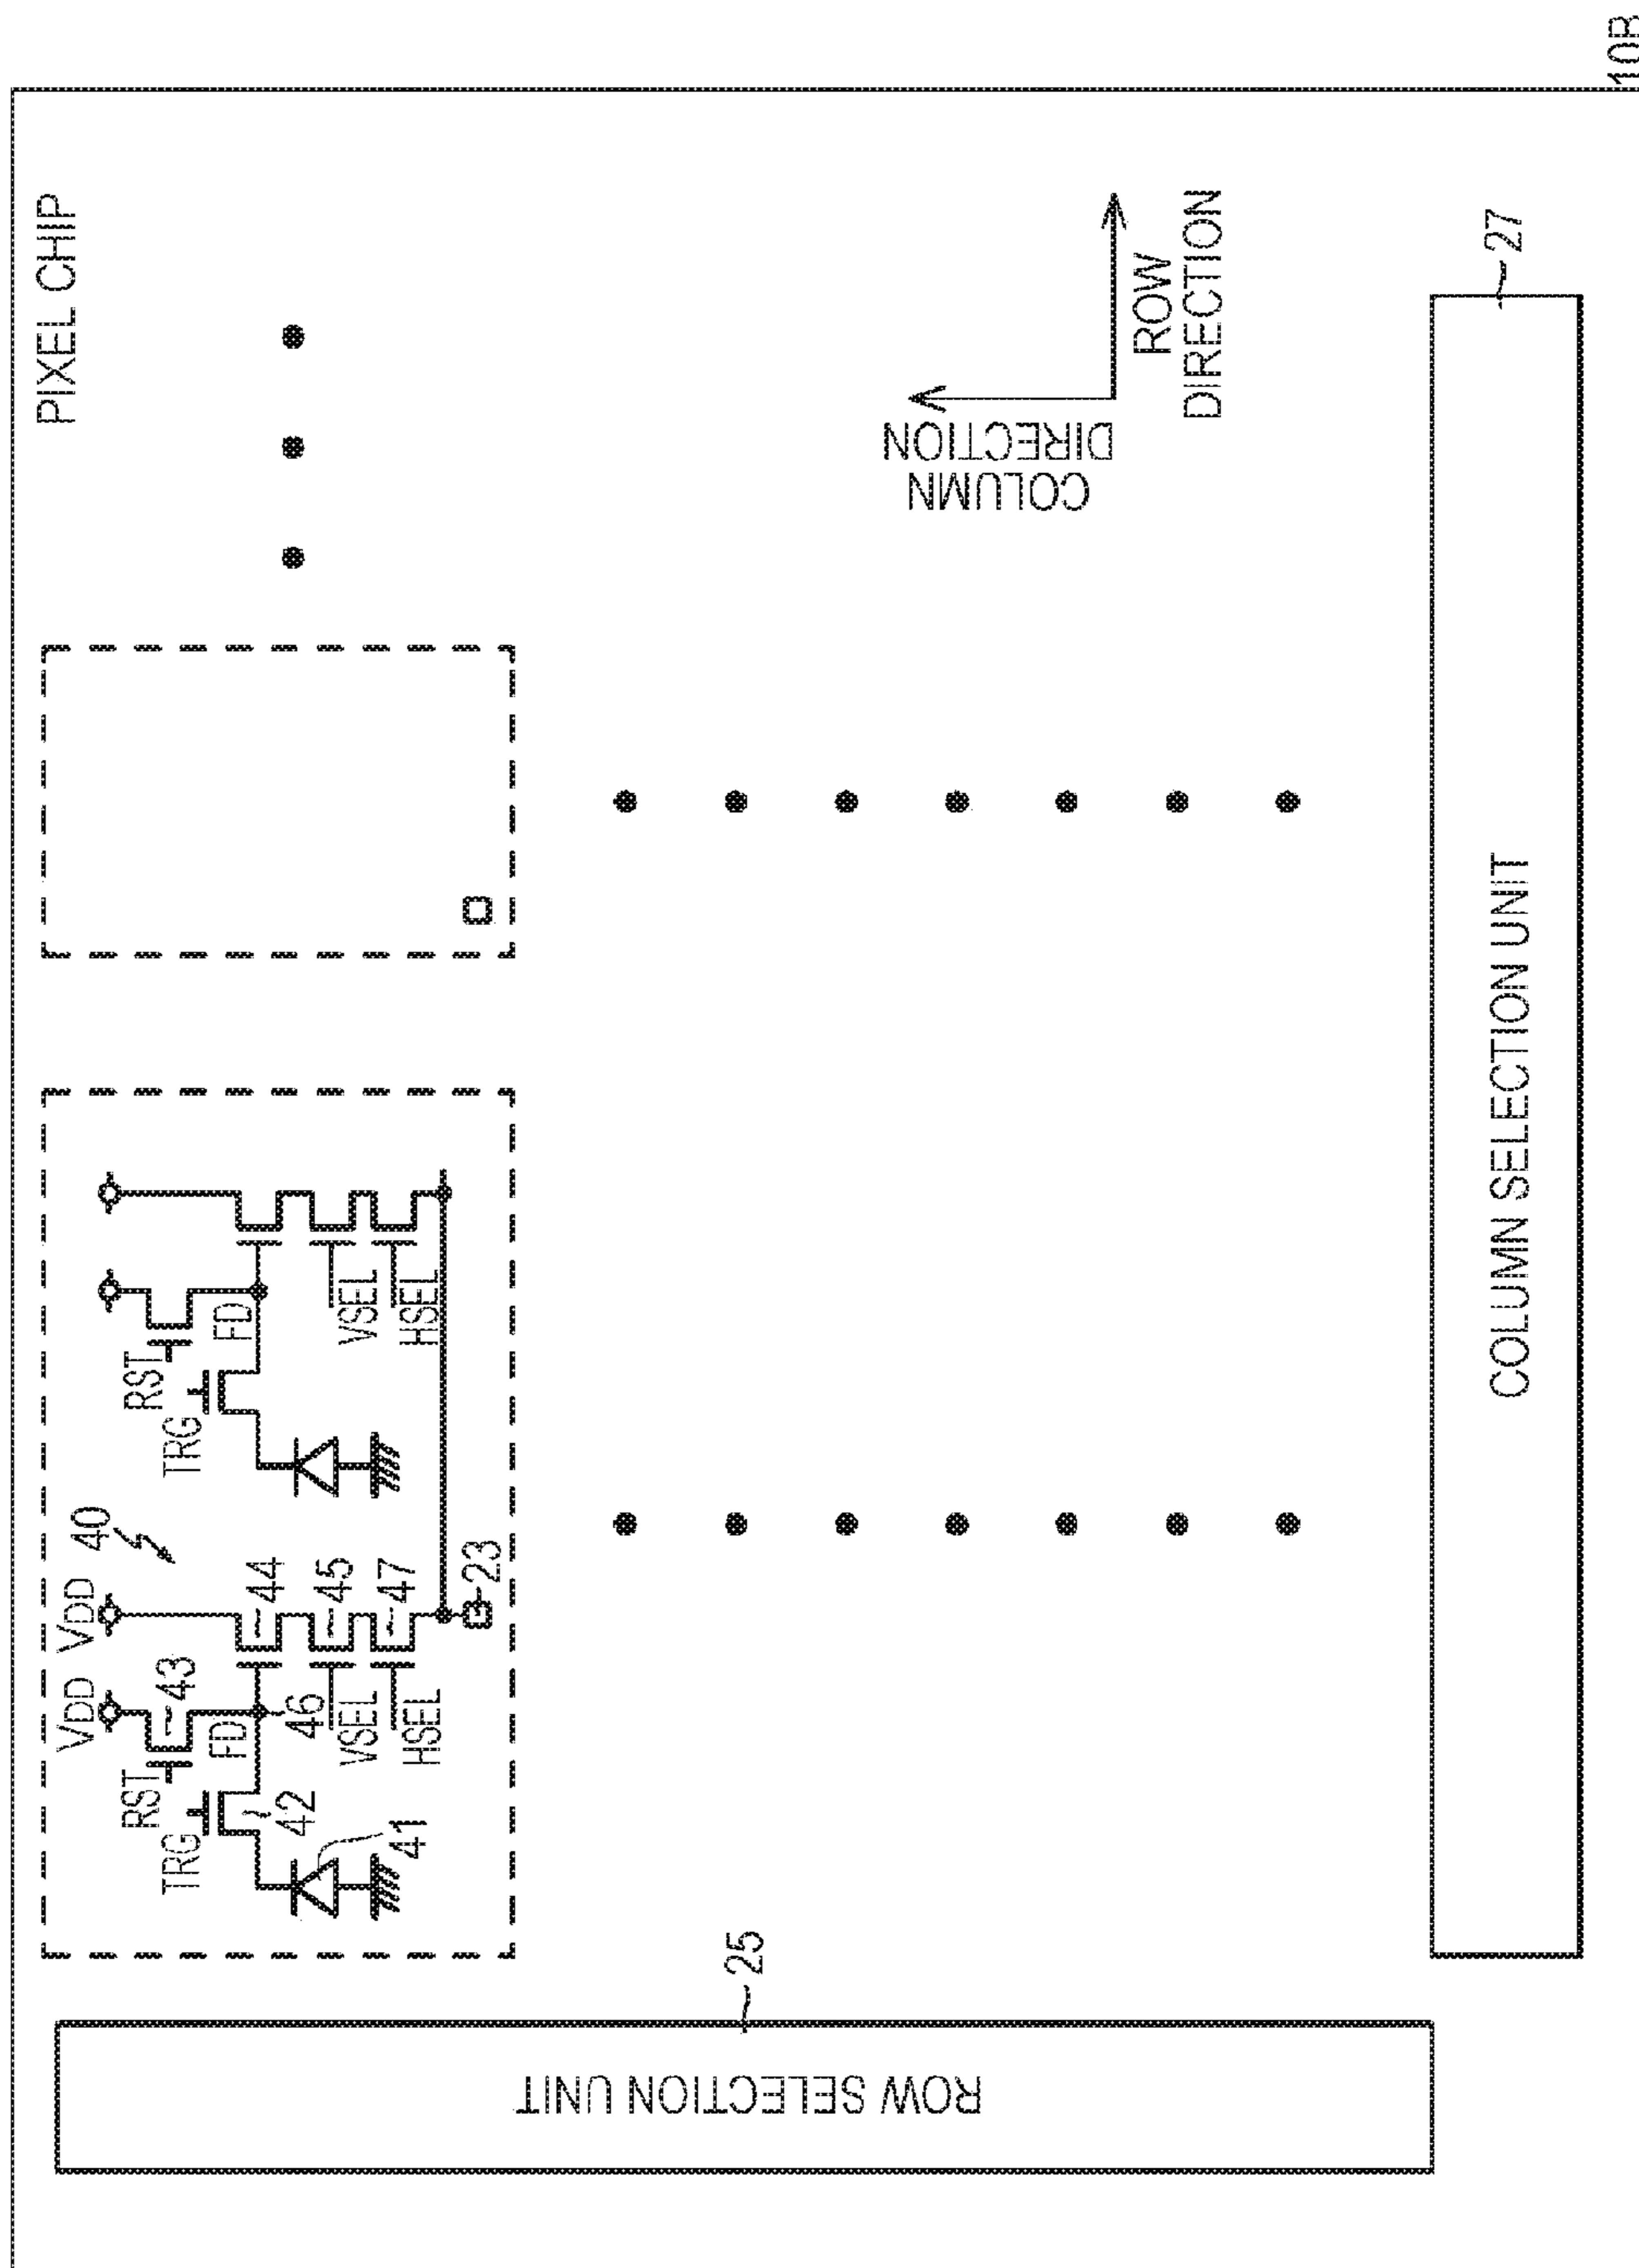 10B
PIXEL CHIP
VDD
VDD
40
43
RST
TRG
FD
44
46
42
41
VSEL
45
HSEL
47
23
RST
TRG
FD
VSEL
HSEL
ROW SELECTION UNIT
25
COLUMN
DIRECTION
ROW
DIRECTION
COLUMN SELECTION UNIT
27